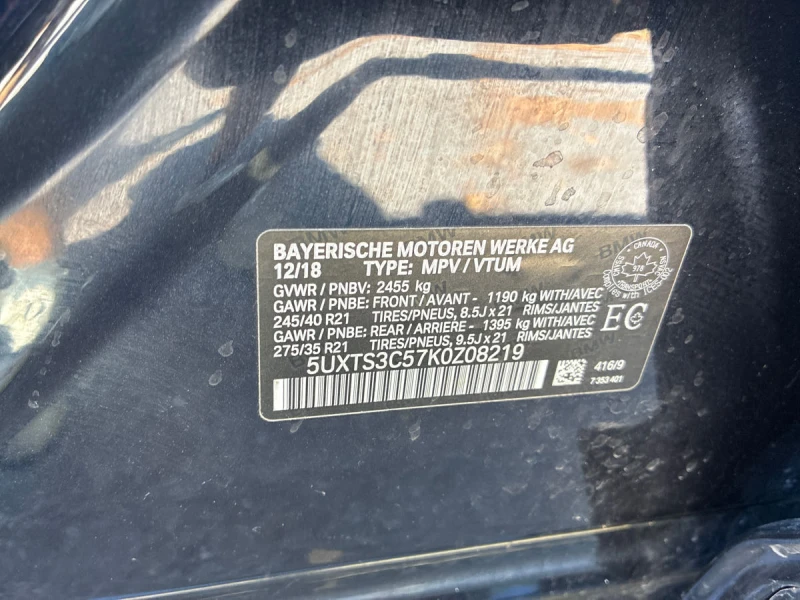 BAYERISCHE MOTOREN WERKE AG
12/18 TYPE: MPV / VTUM
GVWR / PNBV: 2455 kg
GAWR / PNBE: FRONT / AVANT - 1190 kg WITH/AVEC
245/40 R21 TIRES/PNEUS, 8.5J x 21 RIMS/JANTES
GAWR / PNBE: REAR / ARRIERE - 1395 kg WITH/AVEC
275/35 R21 TIRES/PNEUS, 9.5J x 21 RIMS/JANTES
5UXTS3C57K0Z08219
CANADA
978
TRANSPORT
EC
416/9
7 353 401
BMW